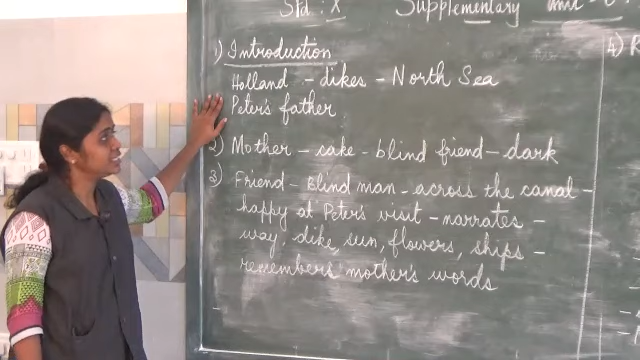 Std : X Supplementary unit
1) Introduction
Holland - dikes - North Sea
Peter's father
2) Mother - cake - blind friend - dark
3) Friend - blind man - across the canal -
happy at Peter's visit - narrates -
way, dike, sun, flowers, ships -
remembers mother's words
4)